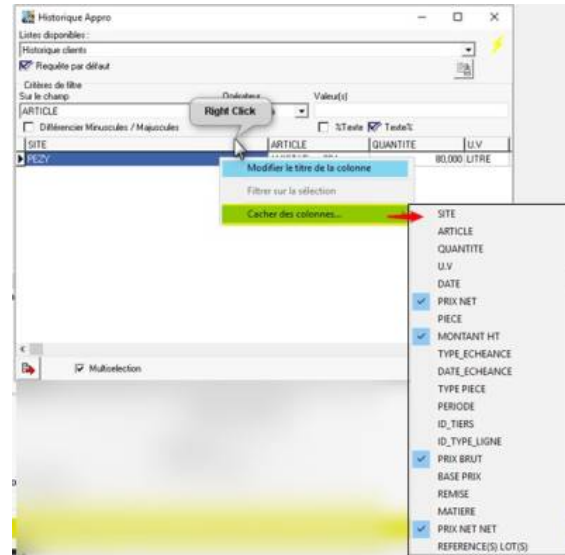 Historique Appro
Listes disponibles :
Historique clients
Requête par défaut
Critères de filtre
Sur le champ Opérateur Valeur(s)
ARTICLE
Right Click
Différencier Minuscules / Majuscules %Texte Texte%
SITE ARTICLE QUANTITE U.V
PEZY 80,000 LITRE
Modifier le titre de la colonne
Filtrer sur la sélection
Cacher des colonnes...
SITE
ARTICLE
QUANTITE
U.V
DATE
PRIX NET
PIECE
MONTANT HT
TYPE_ECHEANCE
DATE_ECHEANCE
TYPE PIECE
PERIODE
ID_TIERS
ID_TYPE_LIGNE
PRIX BRUT
BASE PRIX
REMISE
MATIERE
PRIX NET NET
REFERENCE(S) LOT(S)
Multiselection